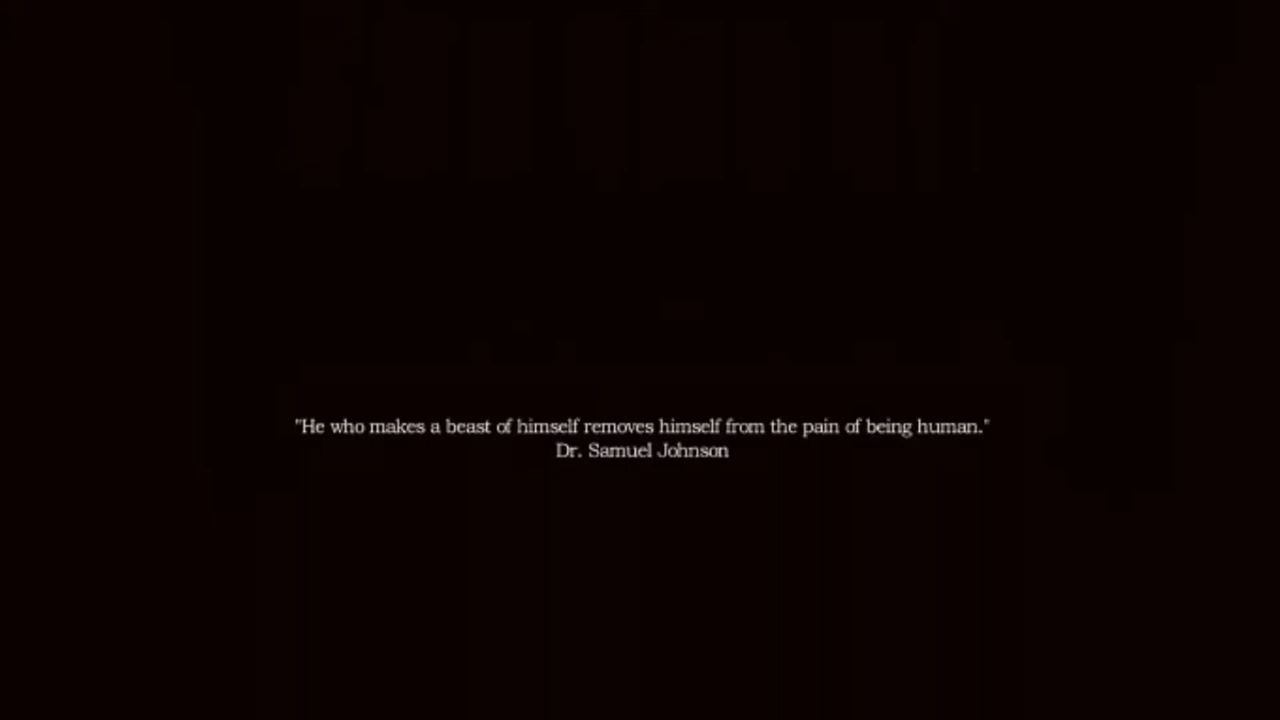 "He who makes a beast of himself removes himself from the pain of being human."
Dr. Samuel Johnson